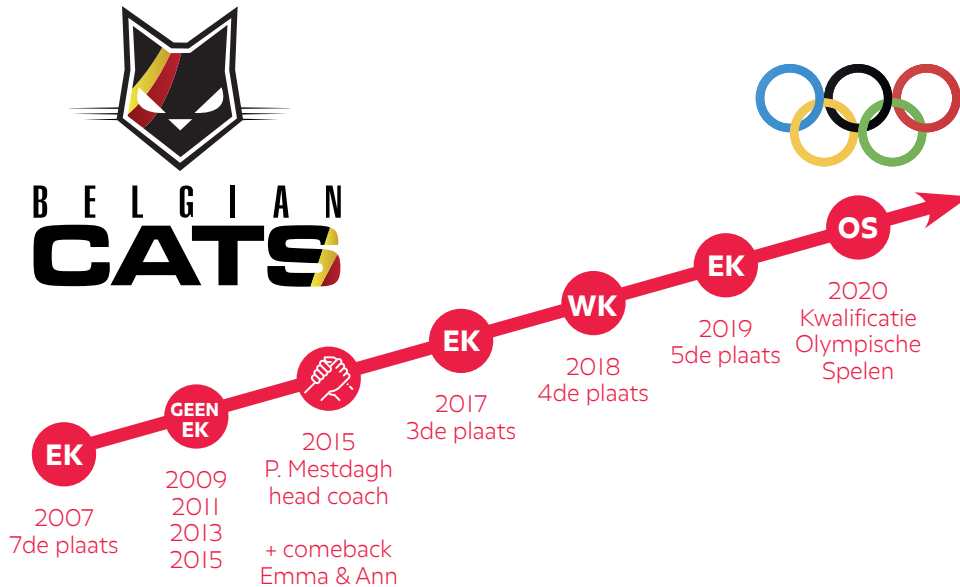 BELGIAN
CATS
EK
2007
7de plaats
GEEN
EK
2009
2011
2013
2015
2015
P. Mestdagh
head coach
+ comeback
Emma & Ann
EK
2017
3de plaats
WK
2018
4de plaats
EK
2019
5de plaats
OS
2020
Kwalificatie
Olympische
Spelen